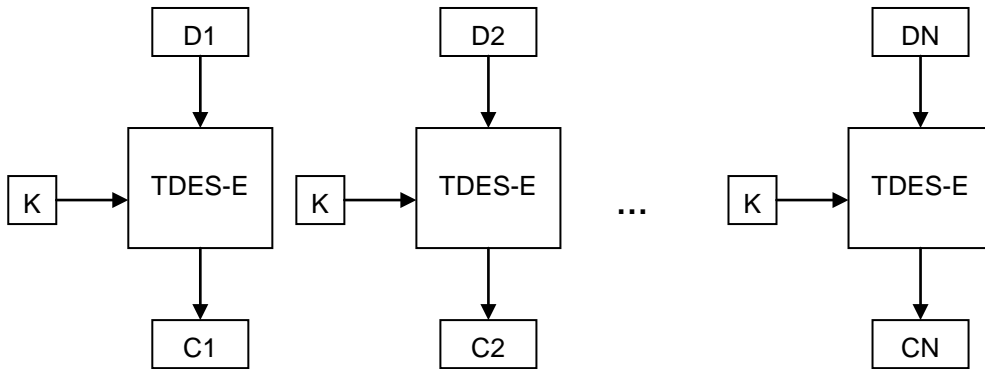 D1 D2 DN
TDES-E TDES-E TDES-E
K K ... K
C1 C2 CN